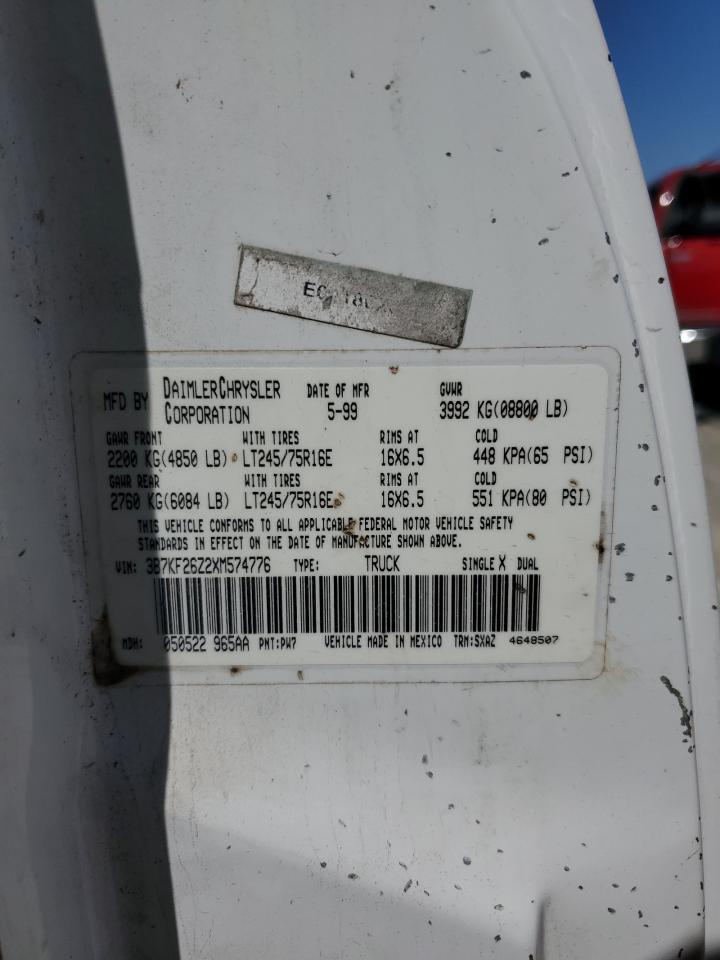 MFD BY DAIMLERCHRYSLER CORPORATION DATE OF MFR 5-99 GVWR 3992 KG(08800 LB)
GAWR FRONT WITH TIRES RIMS AT COLD
2200 KG(4850 LB) LT245/75R16E 16X6.5 448 KPA(65 PSI)
GAWR REAR WITH TIRES RIMS AT COLD
2760 KG(6084 LB) LT245/75R16E 16X6.5 551 KPA(80 PSI)
THIS VEHICLE CONFORMS TO ALL APPLICABLE FEDERAL MOTOR VEHICLE SAFETY
STANDARDS IN EFFECT ON THE DATE OF MANUFACTURE SHOWN ABOVE.
VIN: 3B7KF26Z2XM574776 TYPE: TRUCK SINGLE X DUAL
MDH: 050522 965AA PNT:PW7 VEHICLE MADE IN MEXICO TRM:SXAZ 4648507